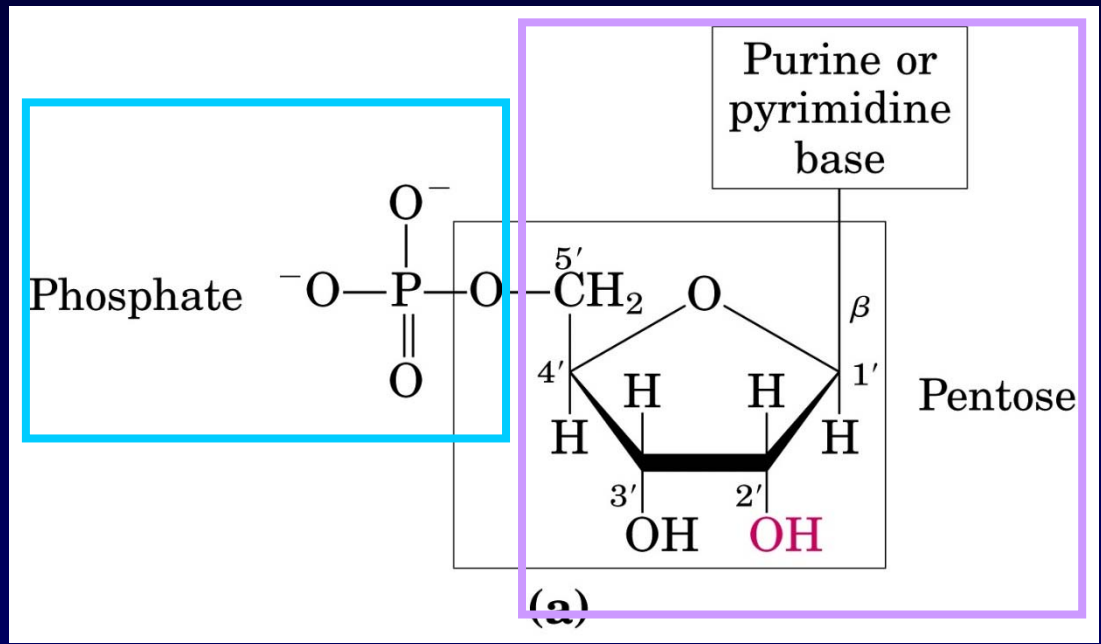 Purine or
pyrimidine
base
O⁻
5′
Phosphate ⁻O—P—O—CH₂ O β
O
4′ H H 1′ Pentose
H H
3′ 2′
OH OH
(a)